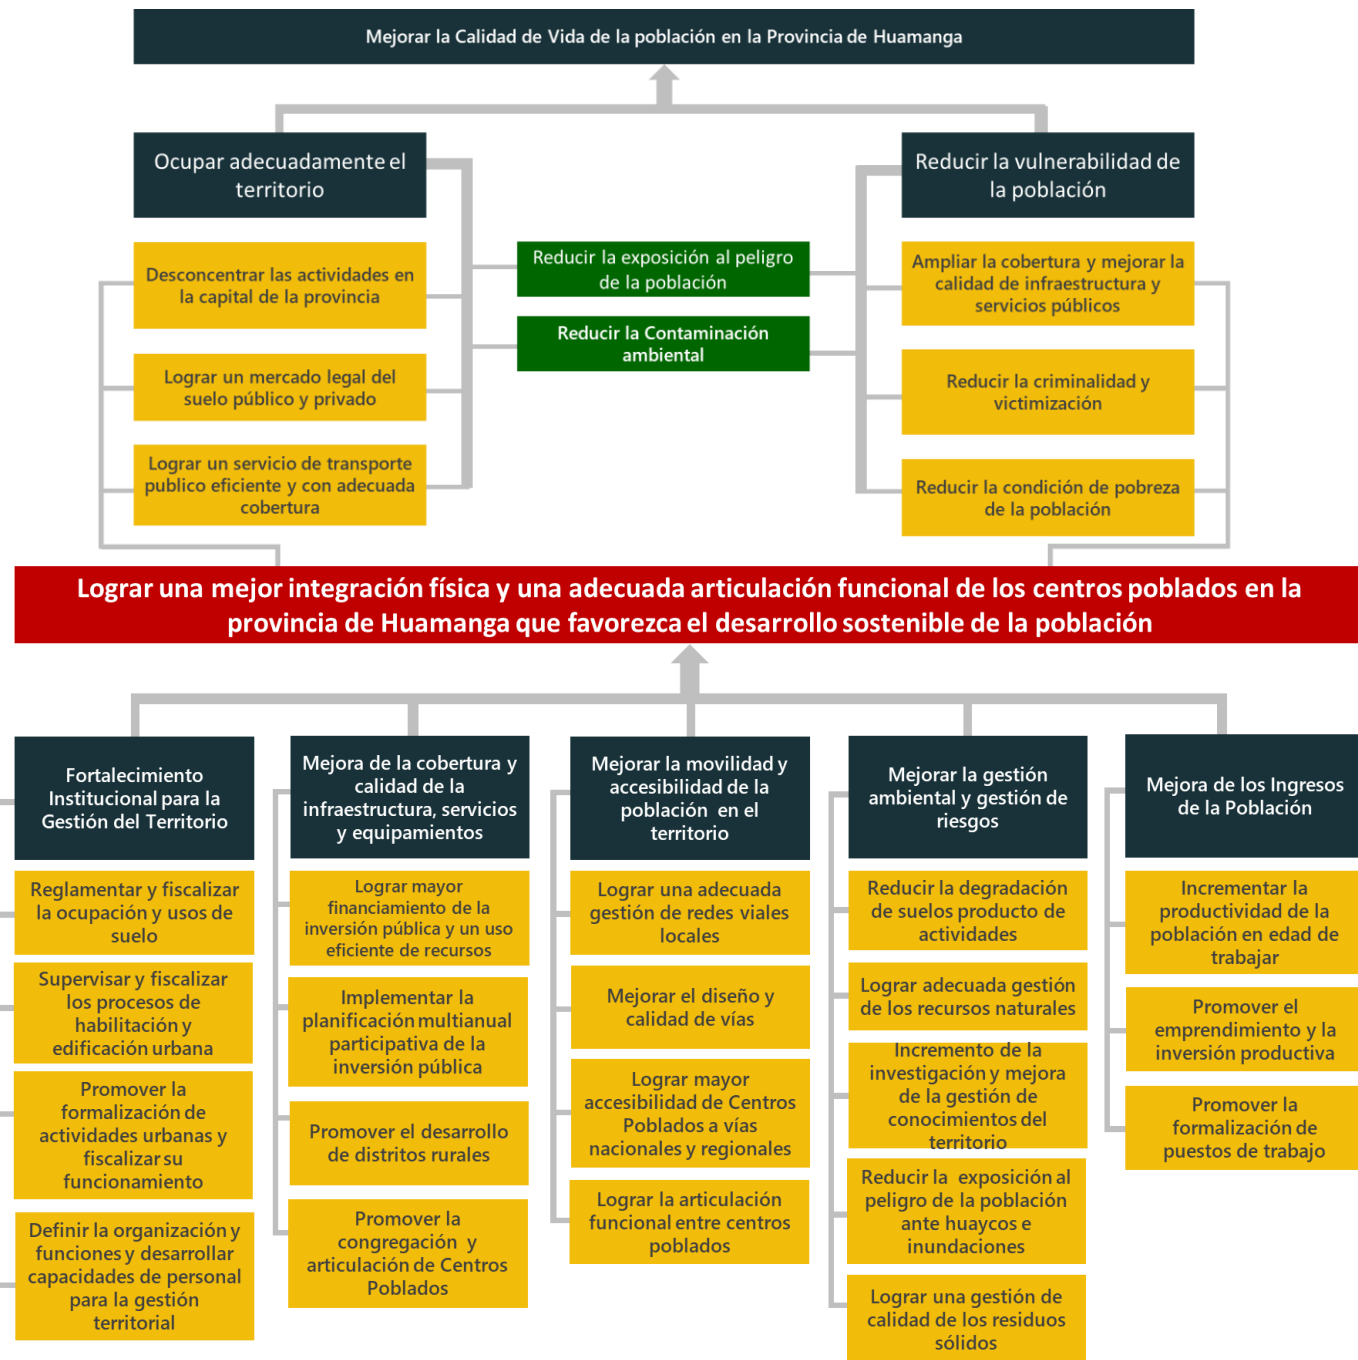 Mejorar la Calidad de Vida de la población en la Provincia de Huamanga
Ocupar adecuadamente el
territorio
Reducir la vulnerabilidad de
la población
Desconcentrar las actividades en
la capital de la provincia
Lograr un mercado legal del
suelo público y privado
Lograr un servicio de transporte
publico eficiente y con adecuada
cobertura
Reducir la exposición al peligro
de la población
Reducir la Contaminación
ambiental
Ampliar la cobertura y mejorar la
calidad de infraestructura y
servicios públicos
Reducir la criminalidad y
victimización
Reducir la condición de pobreza
de la población
Lograr una mejor integración física y una adecuada articulación funcional de los centros poblados en la
provincia de Huamanga que favorezca el desarrollo sostenible de la población
Fortalecimiento
Institucional para la
Gestión del Territorio
Reglamentar y fiscalizar
la ocupación y usos de
suelo
Supervisar y fiscalizar
los procesos de
habilitación y
edificación urbana
Promover la
formalización de
actividades urbanas y
fiscalizar su
funcionamiento
Definir la organización y
funciones y desarrollar
capacidades de personal
para la gestión
territorial
Mejora de la cobertura y
calidad de la
infraestructura, servicios
y equipamientos
Lograr mayor
financiamiento de la
inversión pública y un uso
eficiente de recursos
Implementar la
planificación multianual
participativa de la
inversión pública
Promover el desarrollo
de distritos rurales
Promover la
congregación y
articulación de Centros
Poblados
Mejorar la movilidad y
accesibilidad de la
población en el
territorio
Lograr una adecuada
gestión de redes viales
locales
Mejorar el diseño y
calidad de vías
Lograr mayor
accesibilidad de Centros
Poblados a vías
nacionales y regionales
Lograr la articulación
funcional entre centros
poblados
Mejorar la gestión
ambiental y gestión de
riesgos
Reducir la degradación
de suelos producto de
actividades
Lograr adecuada gestión
de los recursos naturales
Incremento de la
investigación y mejora
de la gestión de
conocimientos del
territorio
Reducir la exposición al
peligro de la población
ante huaycos e
inundaciones
Lograr una gestión de
calidad de los residuos
sólidos
Mejora de los Ingresos
de la Población
Incrementar la
productividad de la
población en edad de
trabajar
Promover el
emprendimiento y la
inversión productiva
Promover la
formalización de
puestos de trabajo